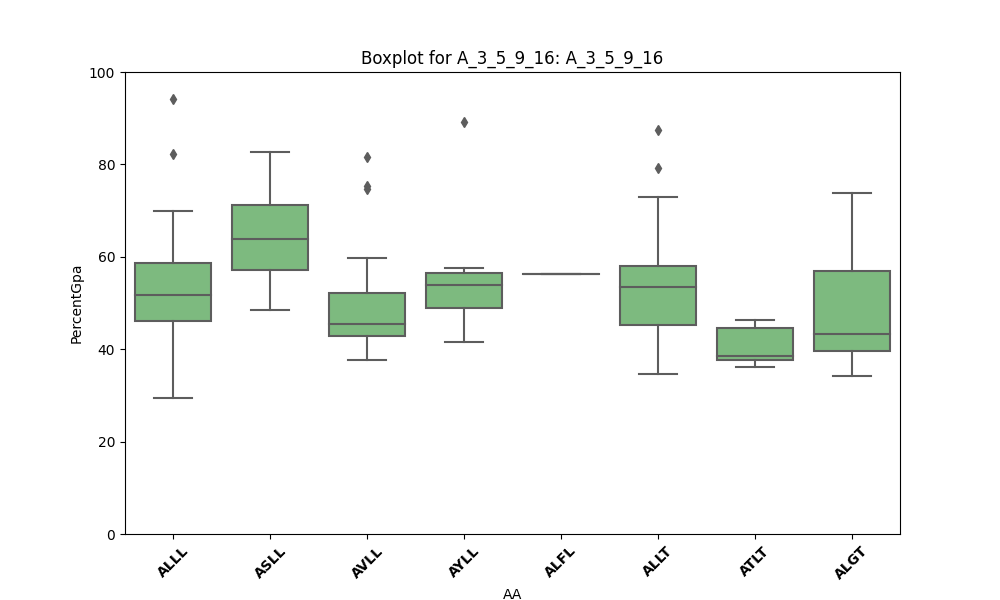 Boxplot for A_3_5_9_16: A_3_5_9_16
100
80
60
40
20
0
PercentGpa
ALLL
ASLL
AVLL
AYLL
ALFL
ALLT
ATLT
ALGT
AA